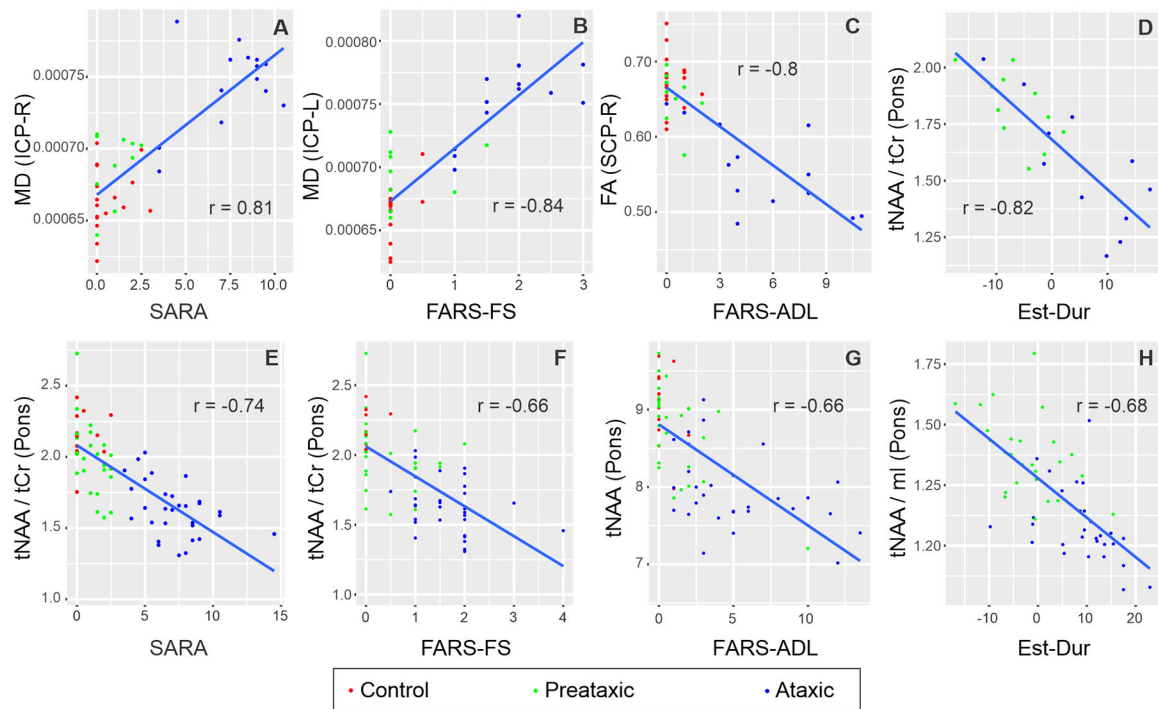 A
MD (ICP-R)
0.00075
0.00070
0.00065
r 0.81
0.0 2.5 5.0 7.5 10.0
SARA
B
MD (ICP-L)
0.00080
0.00075
0.00070
0.00065
r = -0.84
0 1 2 3
FARS-FS
C
FA (SCP-R)
0.70
0.60
0.50
r = -0.8
0 3 6 9
FARS-ADL
D
tNAA / tCr (Pons)
2.00
1.75
1.50
1.25
r = -0.82
-10 0 10
Est-Dur
E
tNAA / tCr (Pons)
2.5
2.0
1.5
1.0
r = -0.74
0 5 10 15
SARA
F
tNAA / tCr (Pons)
2.5
2.0
1.5
1.0
r = -0.66
0 1 2 3 4
FARS-FS
G
tNAA (Pons)
9
8
7
r = -0.66
0 5 10
FARS-ADL
H
tNAA / mI (Pons)
1.75
1.50
1.25
1.20
r = -0.68
-10 0 10 20
Est-Dur
Control Preataxic Ataxic